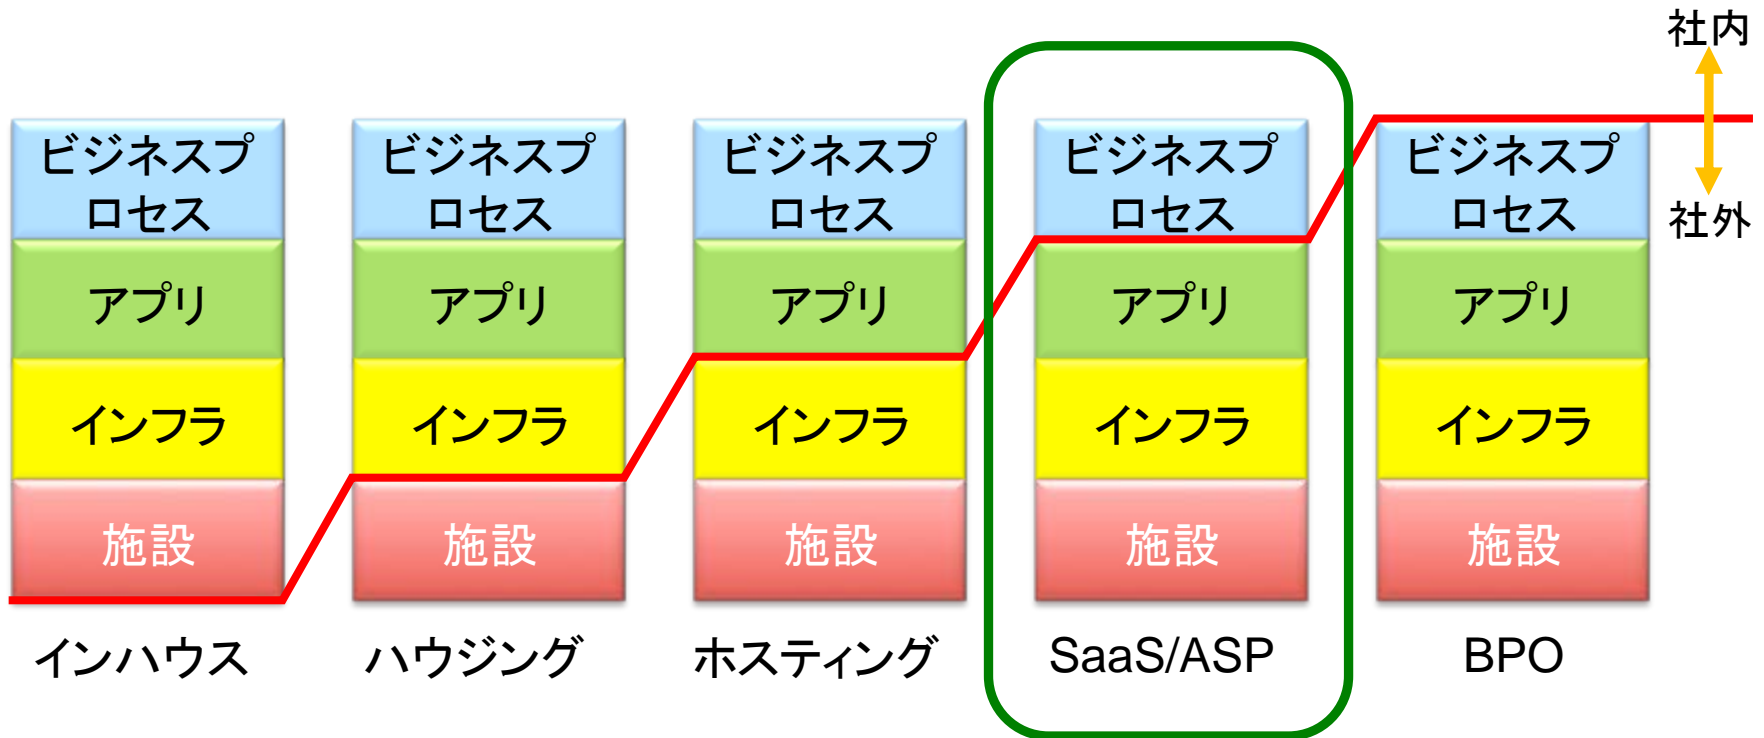 社内
社外
ビジネスプ
ロセス
アプリ
インフラ
施設
インハウス
ビジネスプ
ロセス
アプリ
インフラ
施設
ハウジング
ビジネスプ
ロセス
アプリ
インフラ
施設
ホスティング
ビジネスプ
ロセス
アプリ
インフラ
施設
SaaS/ASP
ビジネスプ
ロセス
アプリ
インフラ
施設
BPO